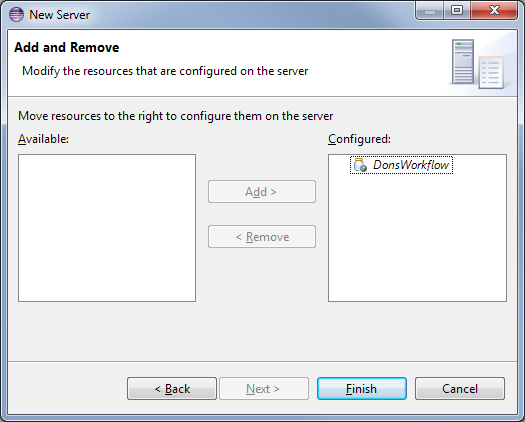 New Server
Add and Remove
Modify the resources that are configured on the server
Move resources to the right to configure them on the server
Available:
Configured:
DonsWorkflow
Add >
< Remove
< Back
Next >
Finish
Cancel